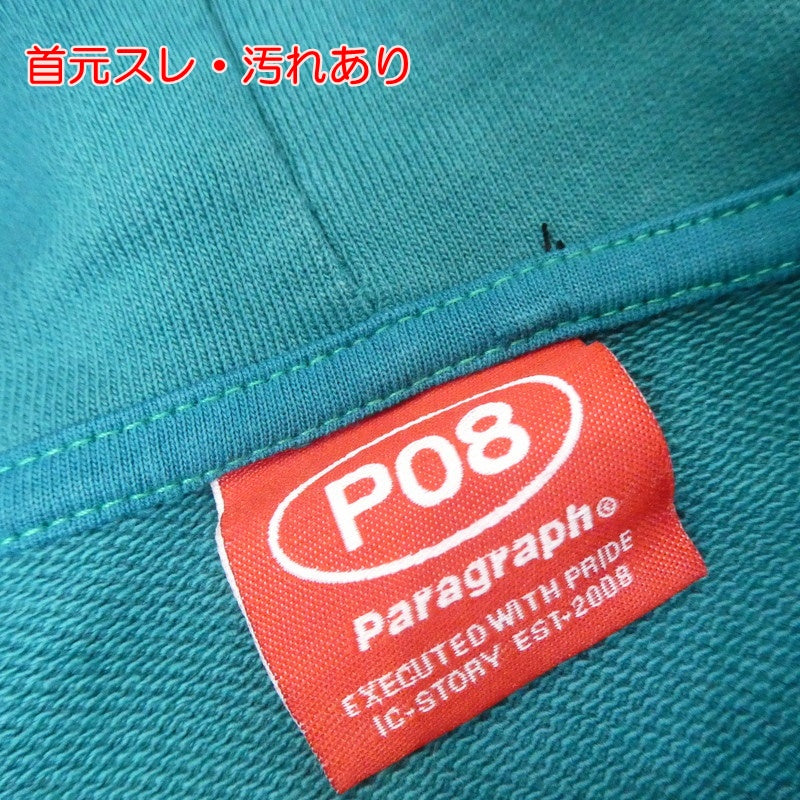 首元スレ・汚れあり
P08
Paragraph®
EXECUTED WITH PRIDE
IC-STORY EST-2008